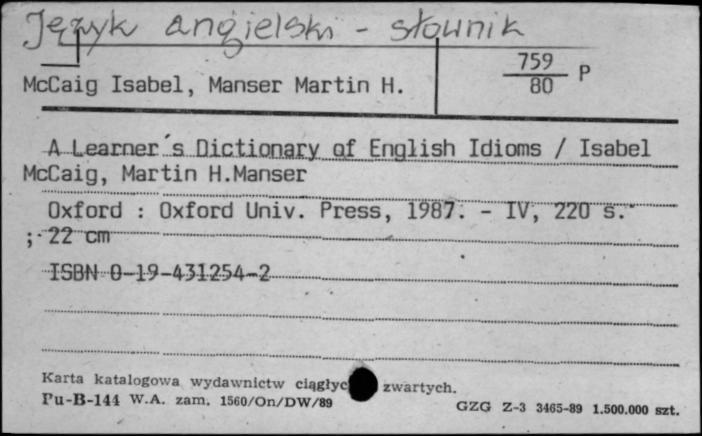 Język angielski - słownik
759
80 P
McCaig Isabel, Manser Martin H.
A Learner´s Dictionary of English Idioms / Isabel
McCaig, Martin H.Manser
Oxford : Oxford Univ. Press, 1987. - IV, 220 s.
; 22 cm
ISBN 0-19-431254-2
Karta katalogowa wydawnictw ciągłyc zwartych.
Pu-B-144 W.A. zam. 1560/On/DW/89
GZG Z-3 3465-89 1.500.000 szt.